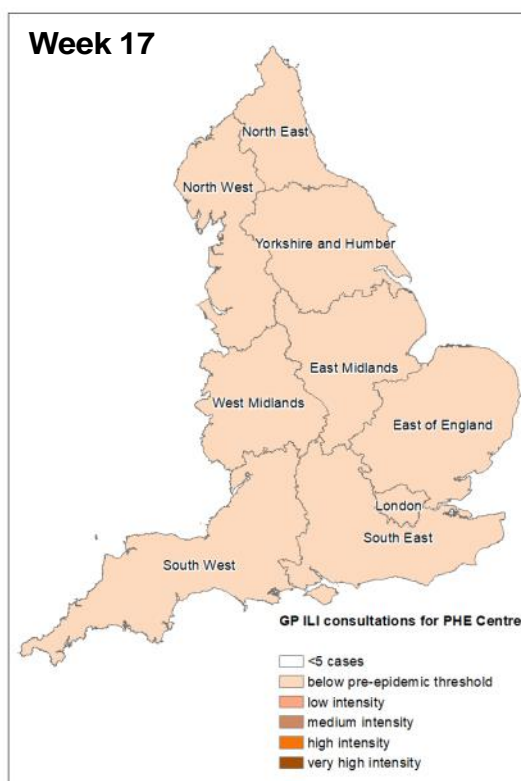 Week 17
North East
North West
Yorkshire and Humber
East Midlands
West Midlands
East of England
London
South East
South West
GP ILI consultations for PHE Centre
<5 cases
below pre-epidemic threshold
low intensity
medium intensity
high intensity
very high intensity